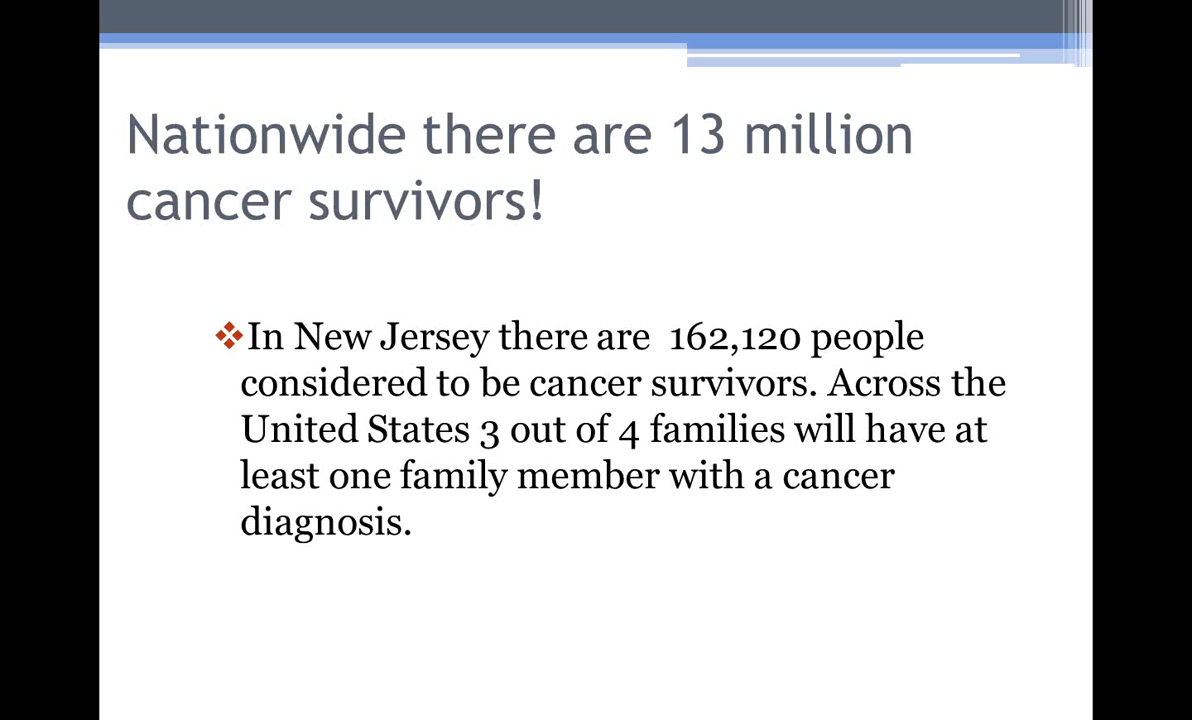 Nationwide there are 13 million
cancer survivors!
❖In New Jersey there are  162,120 people
considered to be cancer survivors. Across the
United States 3 out of 4 families will have at
least one family member with a cancer
diagnosis.